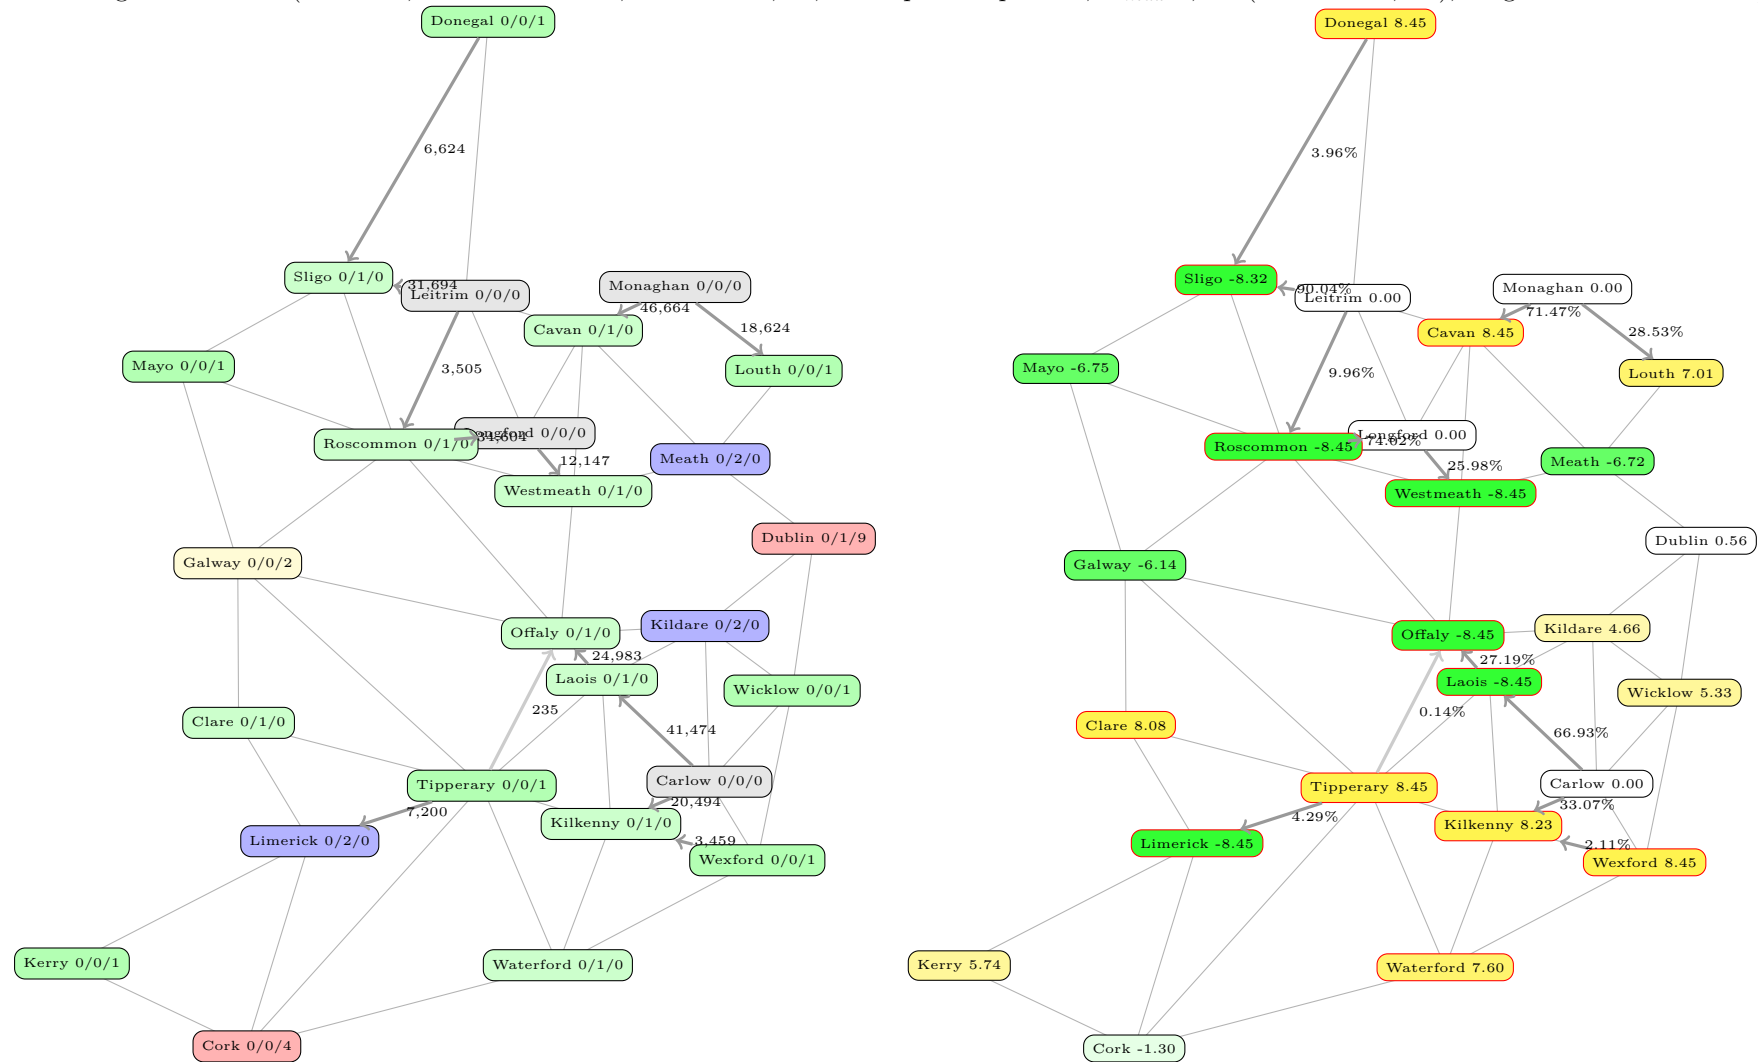 Donegal 0/0/1
6,624
Sligo 0/1/0
31,694
Leitrim 0/0/0
Monaghan 0/0/0
46,664
18,624
Cavan 0/1/0
Mayo 0/0/1
3,505
Louth 0/0/1
Roscommon 0/1/0
34,604
Longford 0/0/0
12,147
Meath 0/2/0
Westmeath 0/1/0
Dublin 0/1/9
Galway 0/0/2
Offaly 0/1/0
Kildare 0/2/0
24,983
Laois 0/1/0
Wicklow 0/0/1
235
Clare 0/1/0
41,474
Tipperary 0/0/1
Carlow 0/0/0
7,200
20,494
Kilkenny 0/1/0
Limerick 0/2/0
3,459
Wexford 0/0/1
Kerry 0/0/1
Waterford 0/1/0
Cork 0/0/4
Donegal 8.45
3.96%
Sligo -8.32
90.04%
Leitrim 0.00
Monaghan 0.00
71.47%
28.53%
Cavan 8.45
Mayo -6.75
9.96%
Louth 7.01
Roscommon -8.45
74.02%
Longford 0.00
25.98%
Meath -6.72
Westmeath -8.45
Dublin 0.56
Galway -6.14
Offaly -8.45
Kildare 4.66
27.19%
Laois -8.45
Wicklow 5.33
0.14%
Clare 8.08
66.93%
Tipperary 8.45
Carlow 0.00
4.29%
33.07%
Kilkenny 8.23
Limerick -8.45
2.11%
Wexford 8.45
Kerry 5.74
Waterford 7.60
Cork -1.30